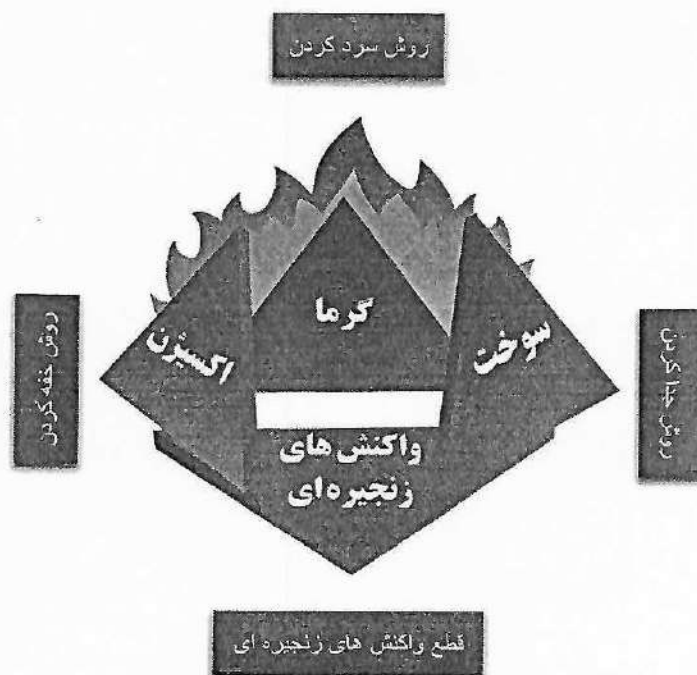 روش سرد کردن
گرما
سوخت
اکسیژن
روش جدا کردن
روش خفه کردن
واکنش های
زنجیره ای
قطع واکنش های زنجیره ای